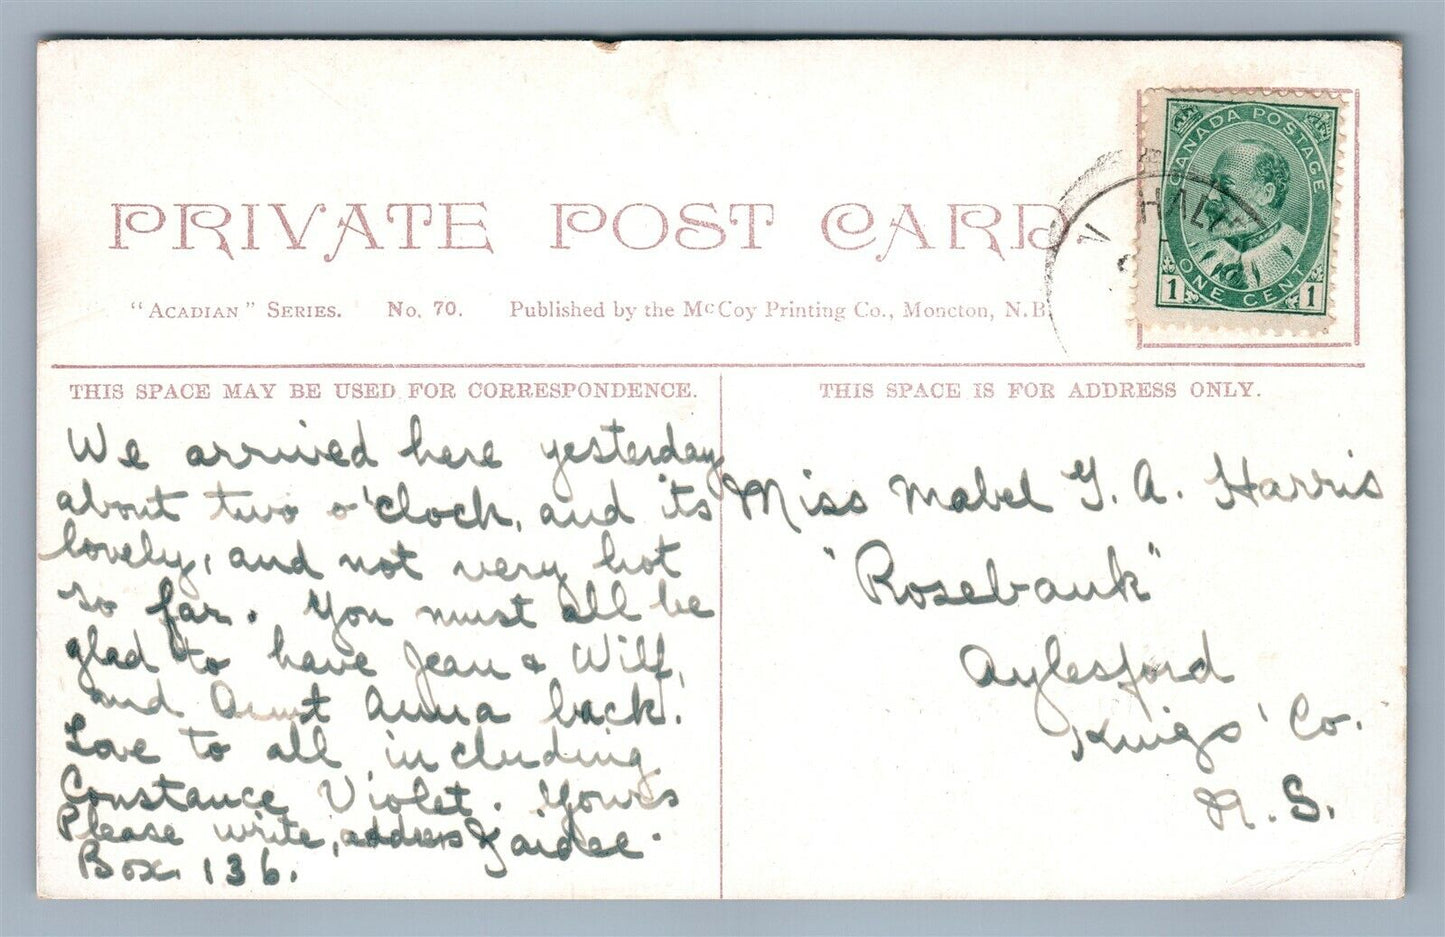 CANADA POSTAGE
1 ONE CENT 1
PRIVATE POST CARD.
"ACADIAN" SERIES. No. 70. Published by the McCoy Printing Co., Moncton, N.B.
THIS SPACE MAY BE USED FOR CORRESPONDENCE.
We arrived here yesterday
about two o'clock, and its
lovely, and not very hot
so far. You must all be
glad to have Jean & Wilf,
and Aunt Anna back.
Love to all including
Constance Violet. Yours
Please write, address
Box. 136.
THIS SPACE IS FOR ADDRESS ONLY.
Miss Mabel G. A. Harris
"Rosebank"
Aylesford
Kings' Co.
N. S.